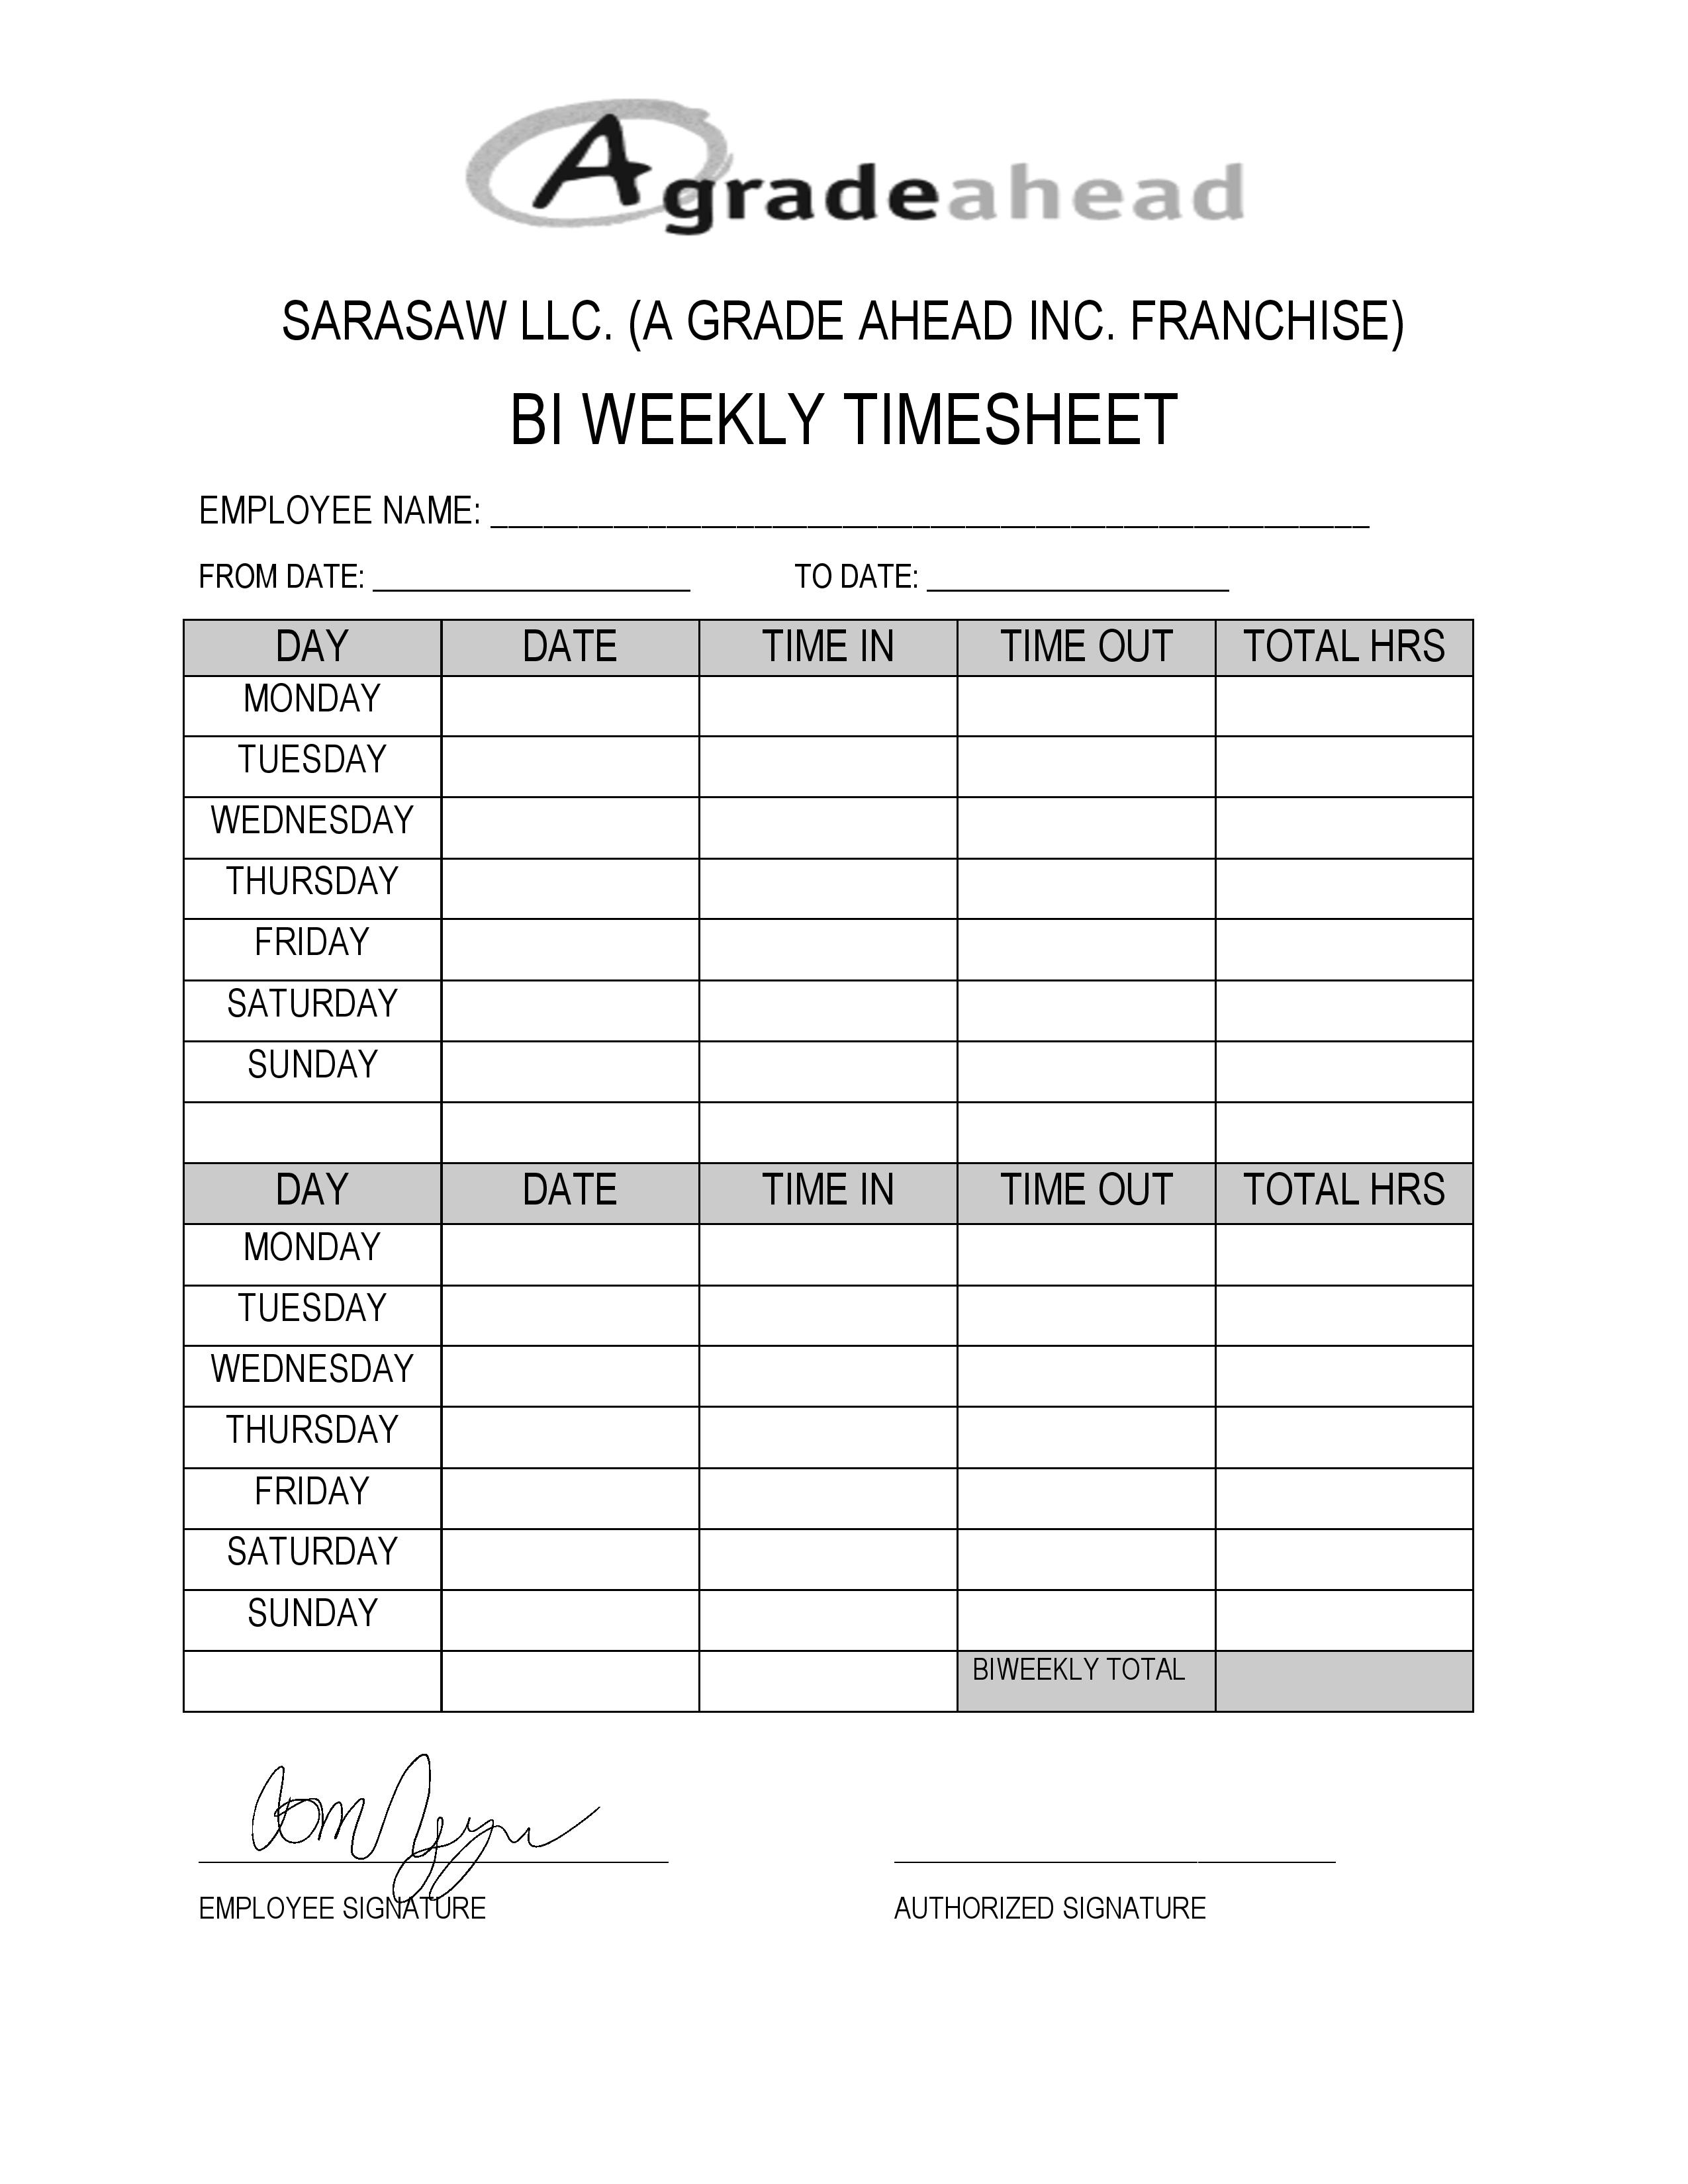 Agradeahead
SARASAW LLC. (A GRADE AHEAD INC. FRANCHISE)
BI WEEKLY TIMESHEET
EMPLOYEE NAME: __________________________________________________
FROM DATE: ____________________ TO DATE: ___________________
DAY DATE TIME IN TIME OUT TOTAL HRS
MONDAY
TUESDAY
WEDNESDAY
THURSDAY
FRIDAY
SATURDAY
SUNDAY
DAY DATE TIME IN TIME OUT TOTAL HRS
MONDAY
TUESDAY
WEDNESDAY
THURSDAY
FRIDAY
SATURDAY
SUNDAY
BIWEEKLY TOTAL
EMPLOYEE SIGNATURE AUTHORIZED SIGNATURE